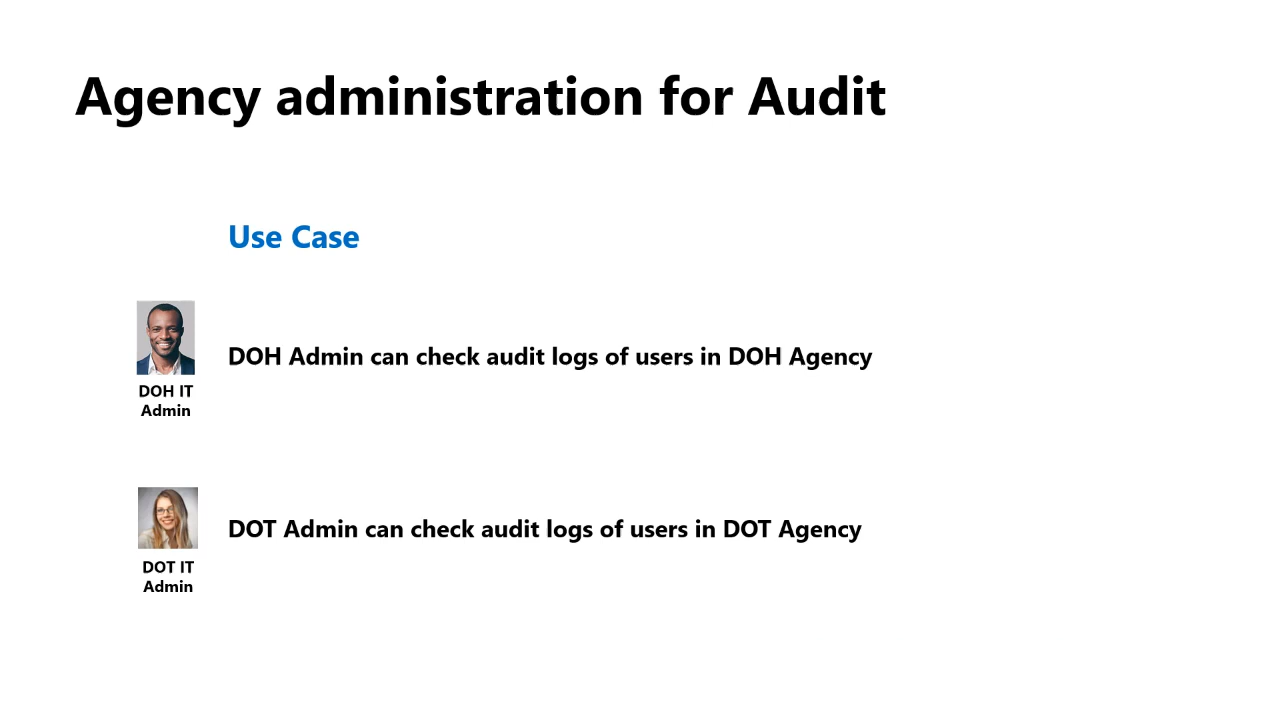 Agency administration for Audit
Use Case
DOH Admin can check audit logs of users in DOH Agency
DOH IT
Admin
DOT Admin can check audit logs of users in DOT Agency
DOT IT
Admin